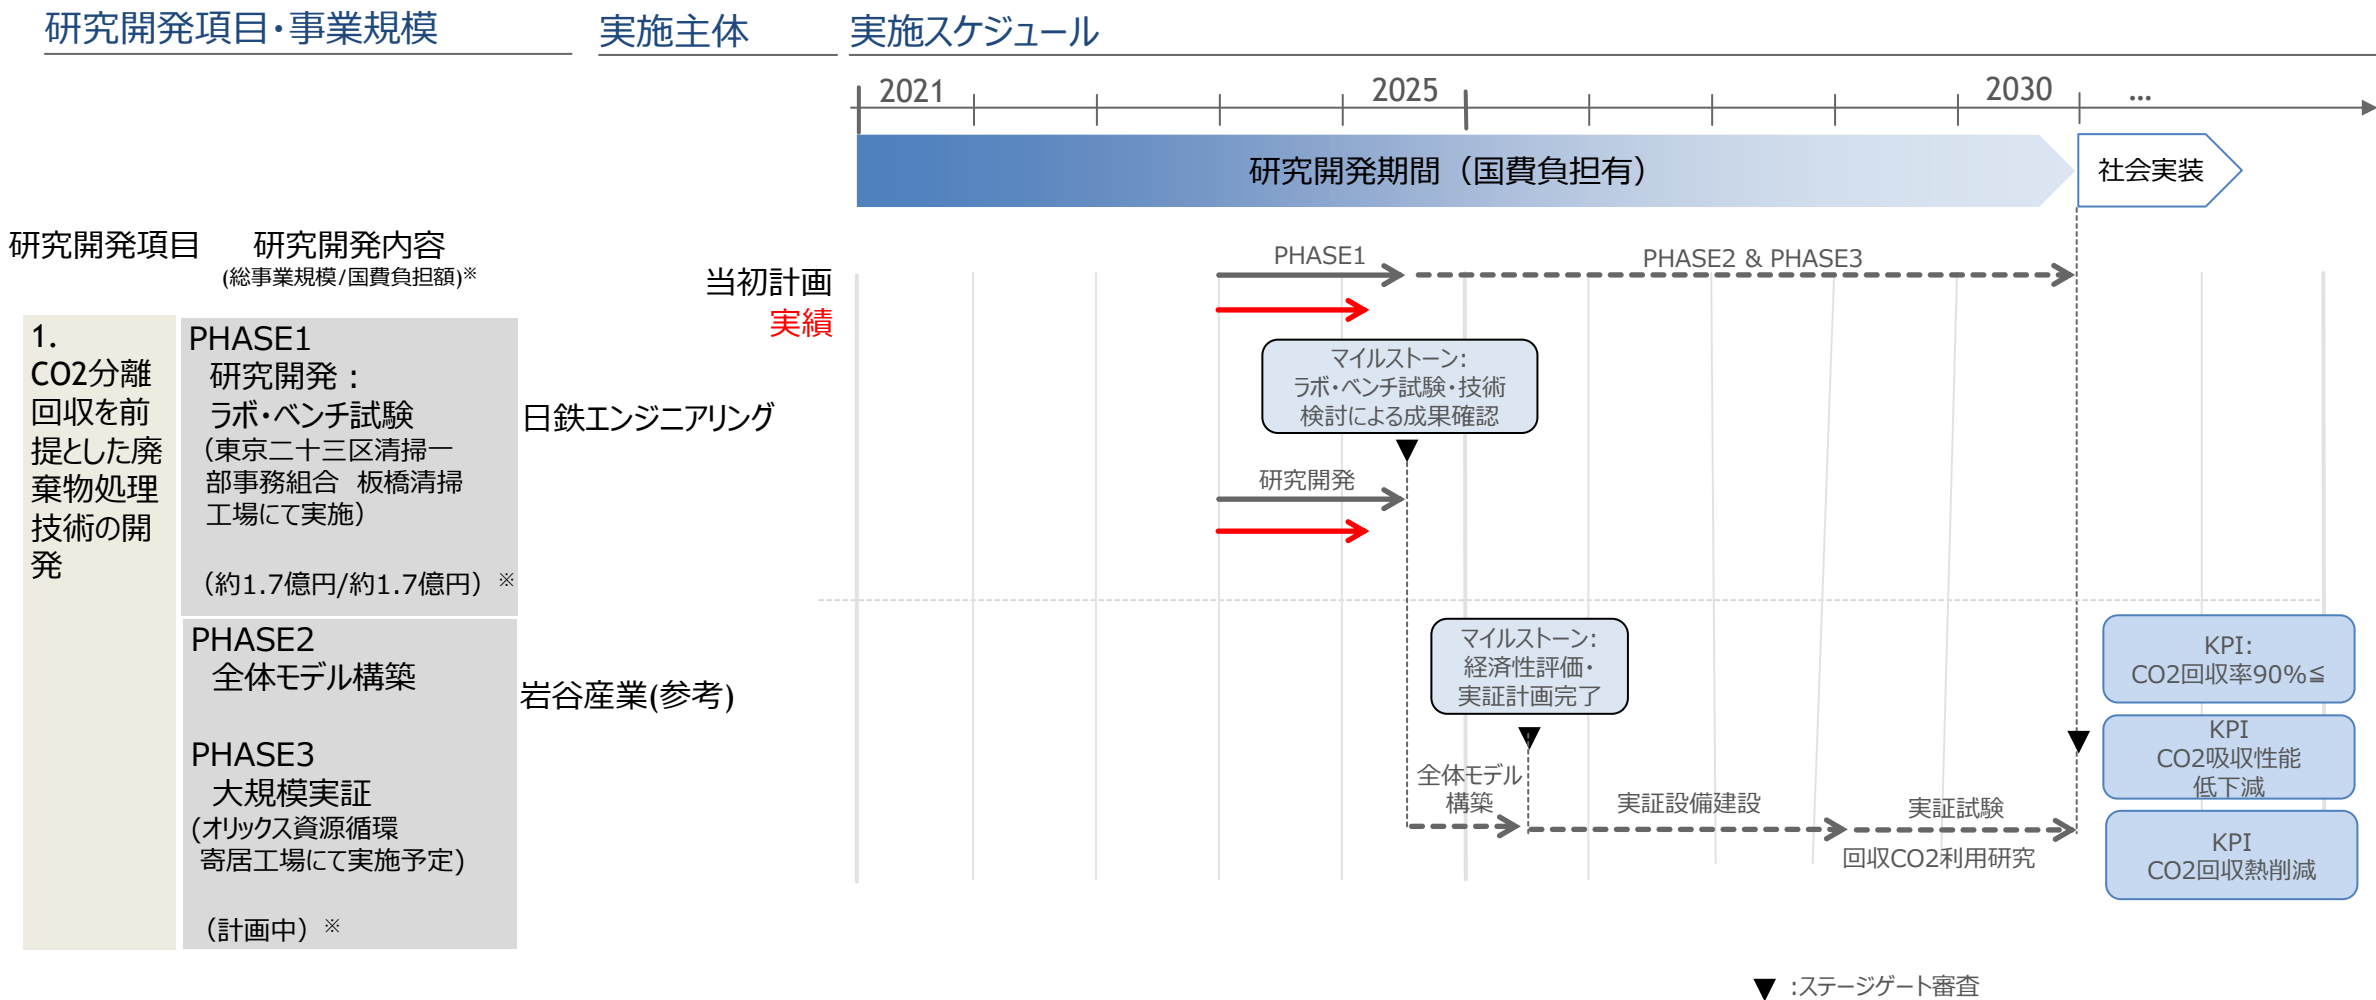 研究開発項目・事業規模
実施主体
実施スケジュール
2021
2025
2030
...
研究開発期間（国費負担有）
社会実装
研究開発項目
研究開発内容
(総事業規模/国費負担額)※
当初計画
実績
PHASE1
PHASE2 & PHASE3
1.
CO2分離
回収を前
提とした廃
棄物処理
技術の開
発
PHASE1
研究開発：
ラボ・ベンチ試験
（東京二十三区清掃一
部事務組合 板橋清掃
工場にて実施）
（約1.7億円/約1.7億円）※
日鉄エンジニアリング
マイルストーン:
ラボ・ベンチ試験・技術
検討による成果確認
研究開発
PHASE2
全体モデル構築
PHASE3
大規模実証
(オリックス資源循環
寄居工場にて実施予定)
（計画中）※
岩谷産業(参考)
マイルストーン:
経済性評価・
実証計画完了
全体モデル
構築
実証設備建設
実証試験
回収CO2利用研究
KPI:
CO2回収率90%≦
KPI
CO2吸収性能
低下減
KPI
CO2回収熱削減
▼ :ステージゲート審査